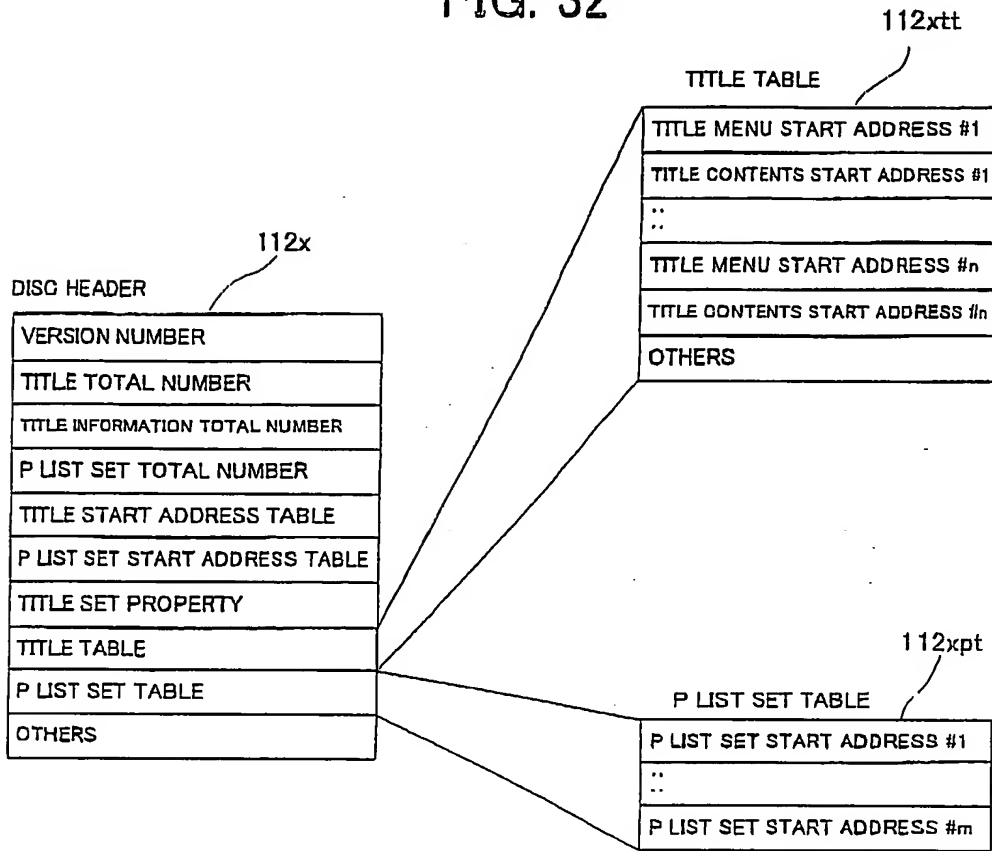 FIG. 32
112x
DISC HEADER
VERSION NUMBER
TITLE TOTAL NUMBER
TITLE INFORMATION TOTAL NUMBER
P LIST SET TOTAL NUMBER
TITLE START ADDRESS TABLE
P LIST SET START ADDRESS TABLE
TITLE SET PROPERTY
TITLE TABLE
P LIST SET TABLE
OTHERS
112xtt
TITLE TABLE
TITLE MENU START ADDRESS #1
TITLE CONTENTS START ADDRESS #1
::
TITLE MENU START ADDRESS #n
TITLE CONTENTS START ADDRESS #n
OTHERS
112xpt
P LIST SET TABLE
P LIST SET START ADDRESS #1
::
P LIST SET START ADDRESS #m